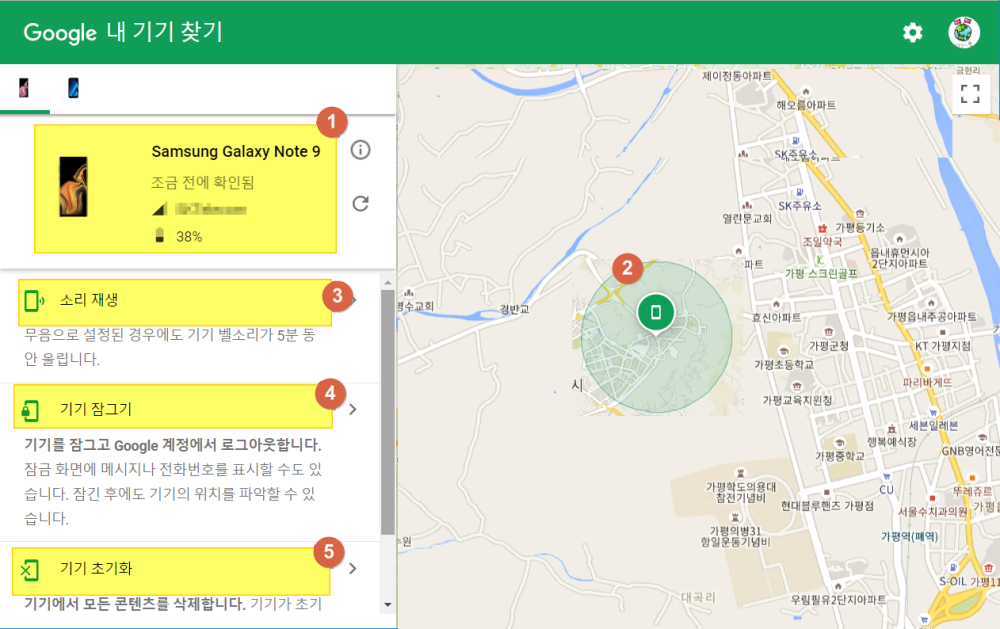 Google 내 기기 찾기
1
Samsung Galaxy Note 9
조금 전에 확인됨
38%
3
소리 재생
무음으로 설정된 경우에도 기기 벨소리가 5분 동
안 울립니다.
4
기기 잠그기
기기를 잠그고 Google 계정에서 로그아웃합니다.
잠금 화면에 메시지나 전화번호를 표시할 수도 있
습니다. 잠긴 후에도 기기의 위치를 파악할 수 있
습니다.
5
기기 초기화
기기에서 모든 콘텐츠를 삭제합니다. 기기가 초기
2
제이정동아파트
금현리
해오름아파트
SK주유소
SK주유소
열린문교회
가평등기소
조일약국
읍내휴먼시아
2단지아파트
파트
가평-스크린골프
명수교회
경반교
효신아파트
가평읍내주공아파트
가평군청
KT 가평지점
가평초등학교
시
파리바게뜨
가평교육지원청
세븐일레븐
행복예식장
가평중학교
GNB영어전문
가평학도의용대
참전기념비
CU
뚜레쥬르
현대블루핸즈 가평점
서울수치과의원
가평의병31
항일운동기념비
가평역(폐역)
수원
S-OIL
가평11
대곡리
우림필유2단지아파트